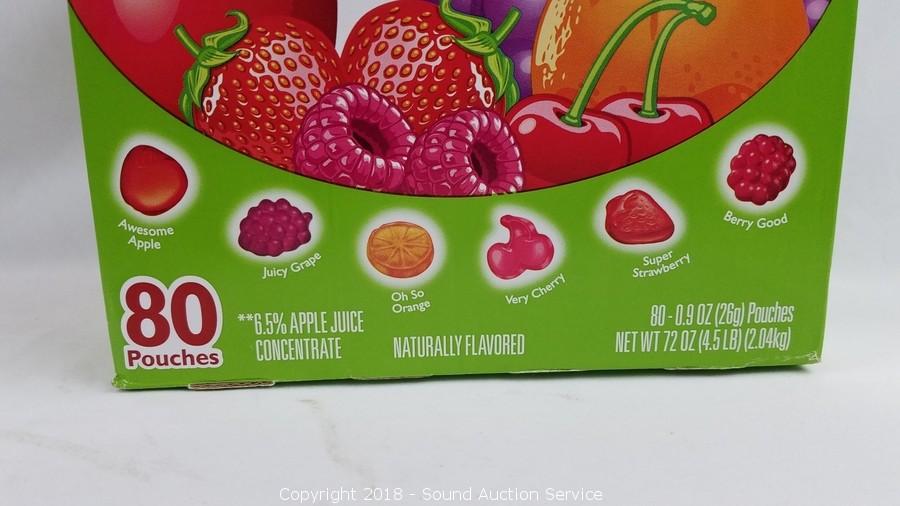 Awesome
Apple
Juicy Grape
Oh So
Orange
Very Cherry
Super
Strawberry
Berry Good
80
Pouches
**6.5% APPLE JUICE
CONCENTRATE
NATURALLY FLAVORED
80 - 0.9 OZ (26g) Pouches
NET WT 72 OZ (4.5 LB) (2.04kg)
Copyright 2018 - Sound Auction Service